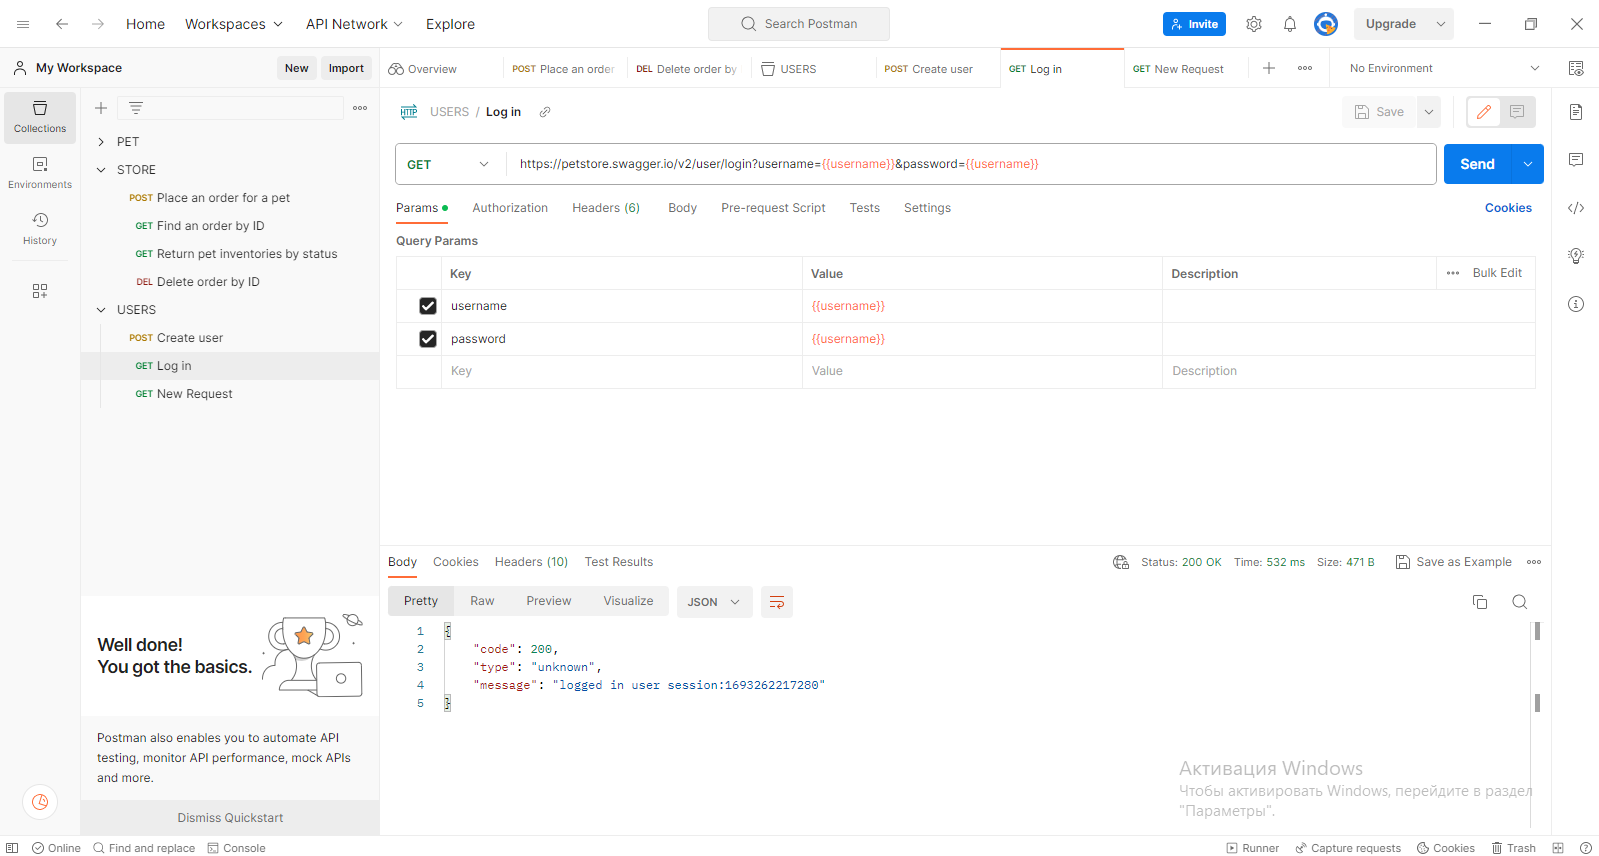 Home
Workspaces
API Network
Explore
Search Postman
Invite
Upgrade
My Workspace
New
Import
Overview
POST Place an order
DEL Delete order by
USERS
POST Create user
GET Log in
GET New Request
No Environment
Collections
Environments
History
PET
STORE
POST Place an order for a pet
GET Find an order by ID
GET Return pet inventories by status
DEL Delete order by ID
USERS
POST Create user
GET Log in
GET New Request
Well done!
You got the basics.
Postman also enables you to automate API
testing, monitor API performance, mock APIs
and more.
Dismiss Quickstart
HTTP USERS / Log in
Save
GET
https://petstore.swagger.io/v2/user/login?username={{username}}&password={{username}}
Send
Params
Authorization
Headers (6)
Body
Pre-request Script
Tests
Settings
Cookies
Query Params
Key Value Description
Bulk Edit
username {{username}}
password {{username}}
Key Value Description
Body
Cookies
Headers (10)
Test Results
Status: 200 OK
Time: 532 ms
Size: 471 B
Save as Example
Pretty
Raw
Preview
Visualize
JSON
1 {
2 "code": 200,
3 "type": "unknown",
4 "message": "logged in user session:1693262217280"
5 }
Активация Windows
Чтобы активировать Windows, перейдите в раздел
"Параметры".
Online
Find and replace
Console
Runner
Capture requests
Cookies
Trash